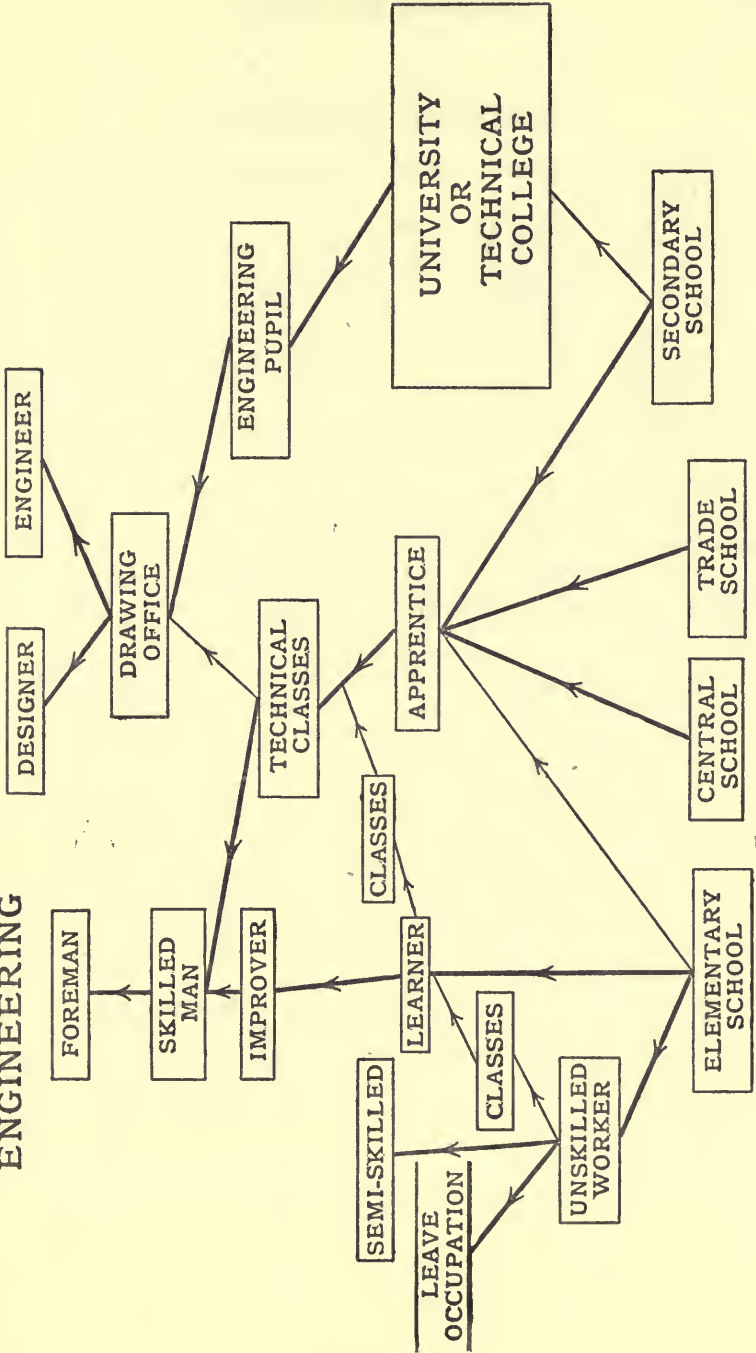 ENGINEERING
FOREMAN
DESIGNER
ENGINEER
SKILLED
MAN
DRAWING
OFFICE
IMPROVER
TECHNICAL
CLASSES
ENGINEERING
PUPIL
SEMI-SKILLED
CLASSES
LEARNER
APPRENTICE
UNIVERSITY
OR
TECHNICAL
COLLEGE
LEAVE
OCCUPATION
CLASSES
UNSKILLED
WORKER
ELEMENTARY
SCHOOL
CENTRAL
SCHOOL
TRADE
SCHOOL
SECONDARY
SCHOOL